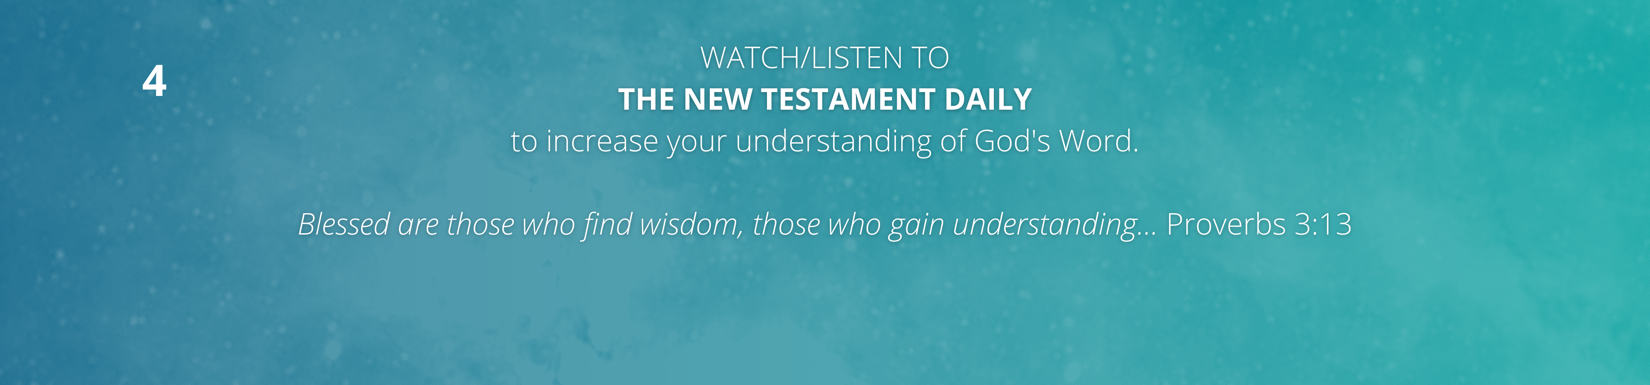 4
WATCH/LISTEN TO
THE NEW TESTAMENT DAILY
to increase your understanding of God's Word.
Blessed are those who find wisdom, those who gain understanding... Proverbs 3:13